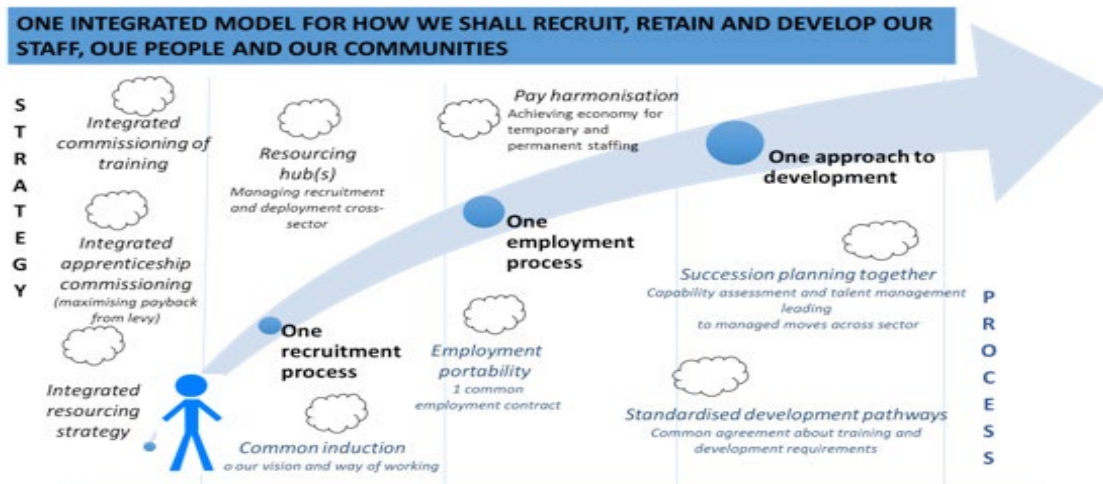 ONE INTEGRATED MODEL FOR HOW WE SHALL RECRUIT, RETAIN AND DEVELOP OUR
STAFF, OUE PEOPLE AND OUR COMMUNITIES
STRATEGY
Integrated
commissioning of
training
Integrated
apprenticeship
commissioning
(maximising payback
from levy)
Integrated
resourcing
strategy
Resourcing
hub(s)
Managing recruitment
and deployment cross-
sector
One
recruitment
process
Common induction
o our vision and way of working
Pay harmonisation
Achieving economy for
temporary and
permanent staffing
One
employment
process
Employment
portability
1 common
employment contract
One approach to
development
Succession planning together
Capability assessment and talent management
leading
to managed moves across sector
Standardised development pathways
Common agreement about training and
development requirements
PROCESS